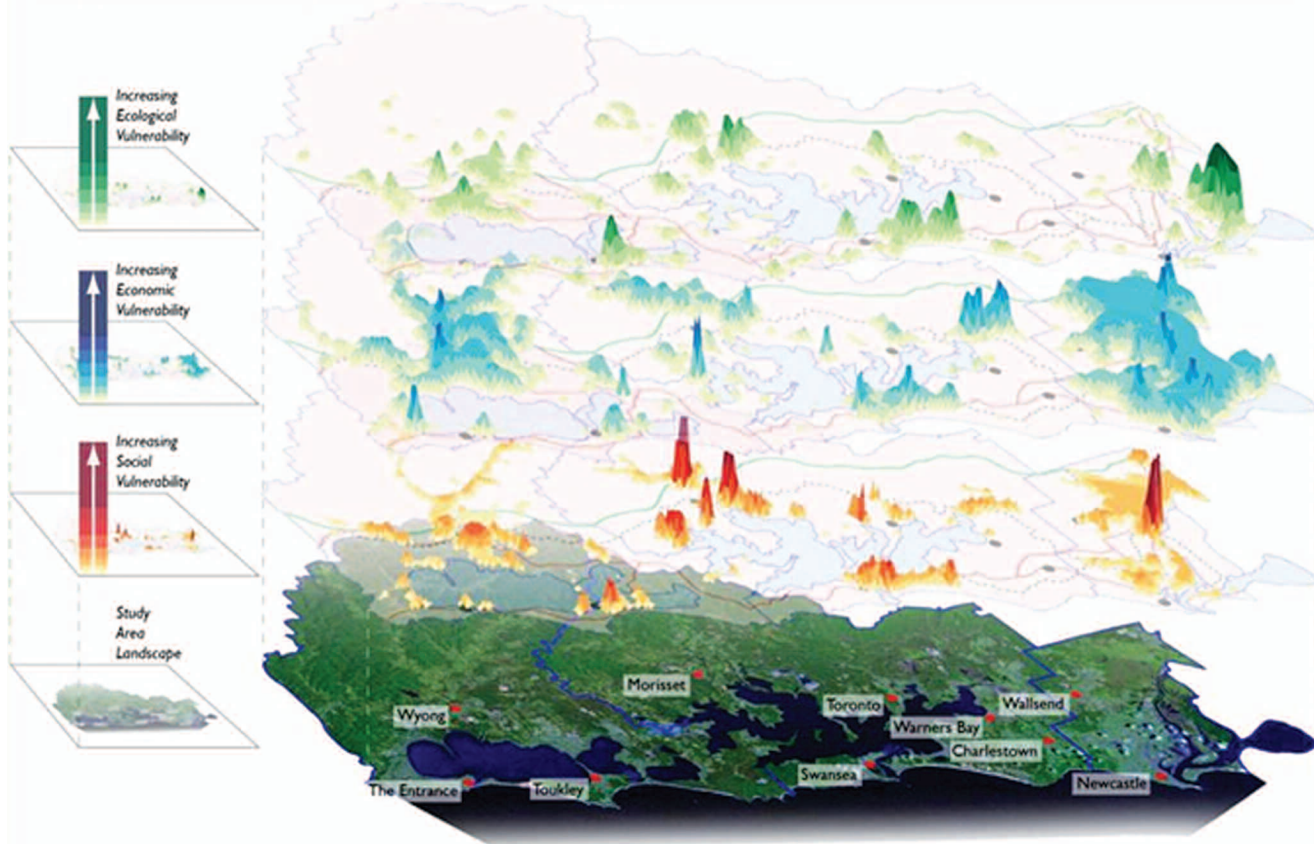 Increasing
Ecological
Vulnerability
Increasing
Economic
Vulnerability
Increasing
Social
Vulnerability
Study
Area
Landscape
Morisset
Wyong
Toronto
Wallsend
Warners Bay
Charlestown
Swansea
Newcastle
The Entrance
Toukley